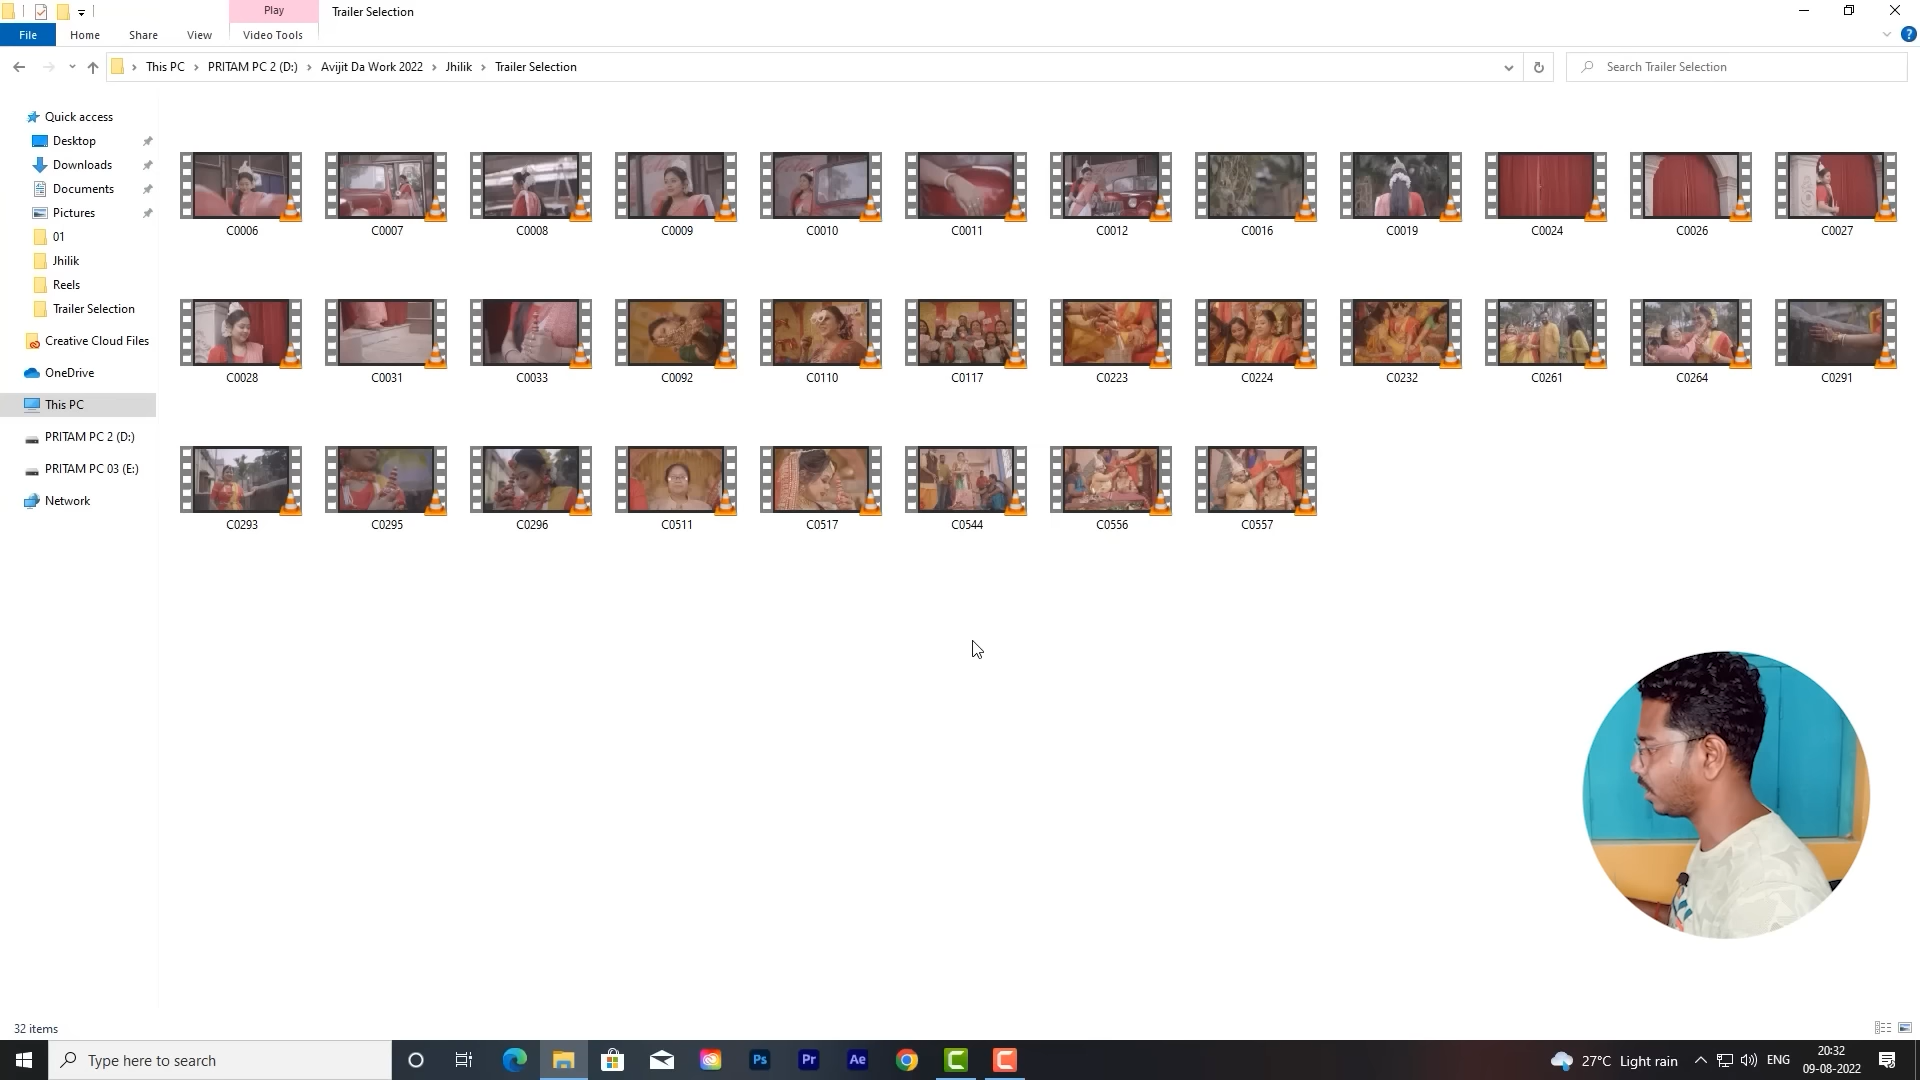 Play
Trailer Selection
File
Home
Share
View
Video Tools
This PC
PRITAM PC 2 (D:)
Avijit Da Work 2022
Jhilik
Trailer Selection
Search Trailer Selection
Quick access
Desktop
Downloads
Documents
Pictures
01
Jhilik
Reels
Trailer Selection
Creative Cloud Files
OneDrive
This PC
PRITAM PC 2 (D:)
PRITAM PC 03 (E:)
Network
C0006
C0007
C0008
C0009
C0010
C0011
C0012
C0016
C0019
C0024
C0026
C0027
C0028
C0031
C0033
C0092
C0110
C0117
C0223
C0224
C0232
C0261
C0264
C0291
C0293
C0295
C0296
C0511
C0517
C0544
C0556
C0557
32 items
Type here to search
Ps
Pr
Ae
27°C Light rain
ENG
20:32
09-08-2022